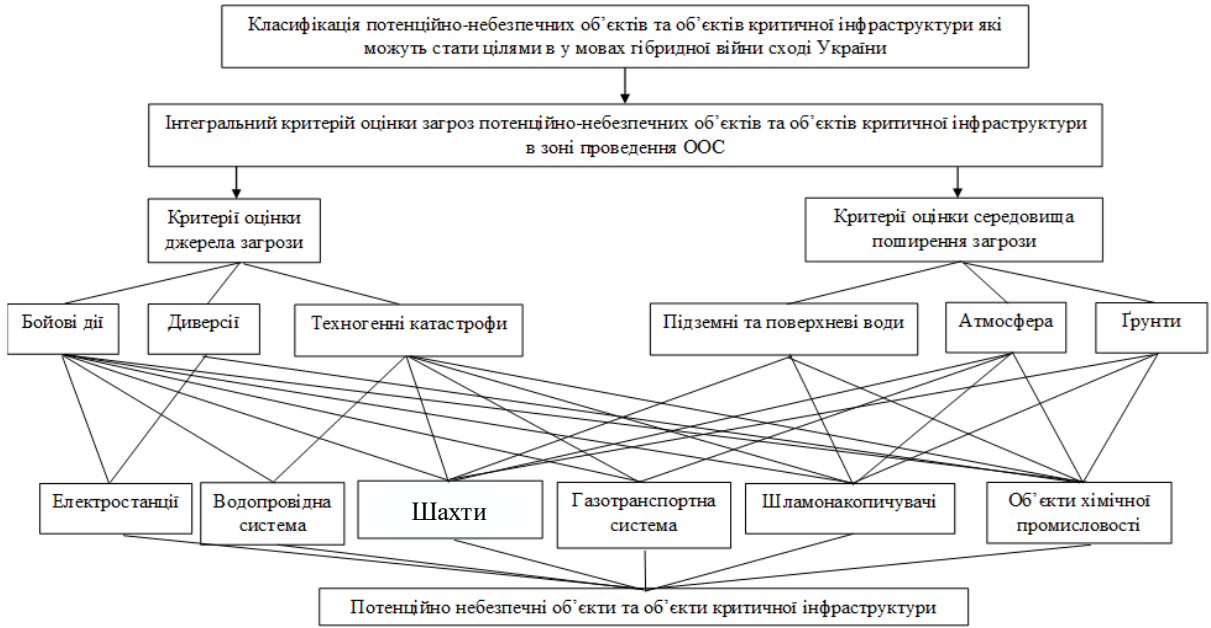 Класифікація потенційно-небезпечних об’єктів та об’єктів критичної інфраструктури які
можуть стати цілями в у мовах гібридної війни сході України
Інтегральний критерій оцінки загроз потенційно-небезпечних об’єктів та об’єктів критичної інфраструктури
в зоні проведення ООС
Критерії оцінки
джерела загрози
Критерії оцінки середовища
поширення загрози
Бойові дії
Диверсії
Техногенні катастрофи
Підземні та поверхневі води
Атмосфера
Ґрунти
Електростанції
Водопровідна
система
Шахти
Газотранспортна
система
Шламонакопичувачі
Об’єкти хімічної
промисловості
Потенційно небезпечні об’єкти та об’єкти критичної інфраструктури